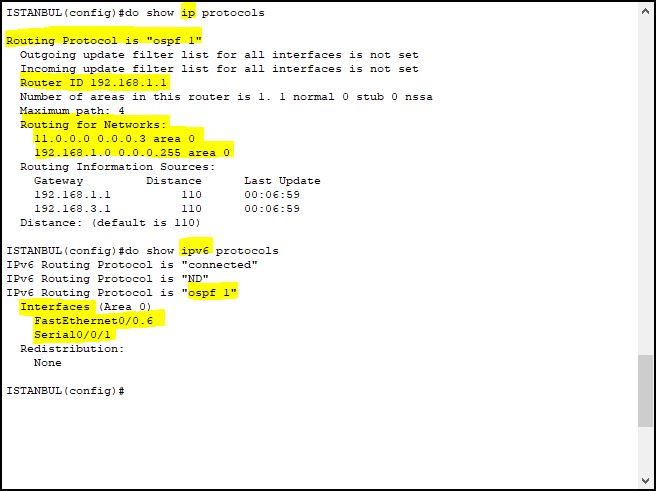 ISTANBUL(config)#do show ip protocols
Routing Protocol is "ospf 1"
Outgoing update filter list for all interfaces is not set
Incoming update filter list for all interfaces is not set
Router ID 192.168.1.1
Number of areas in this router is 1. 1 normal 0 stub 0 nssa
Maximum path: 4
Routing for Networks:
11.0.0.0 0.0.0.3 area 0
192.168.1.0 0.0.0.255 area 0
Routing Information Sources:
Gateway Distance Last Update
192.168.1.1 110 00:06:59
192.168.3.1 110 00:06:59
Distance: (default is 110)
ISTANBUL(config)#do show ipv6 protocols
IPv6 Routing Protocol is "connected"
IPv6 Routing Protocol is "ND"
IPv6 Routing Protocol is "ospf 1"
Interfaces (Area 0)
FastEthernet0/0.6
Serial0/0/1
Redistribution:
None
ISTANBUL(config)#